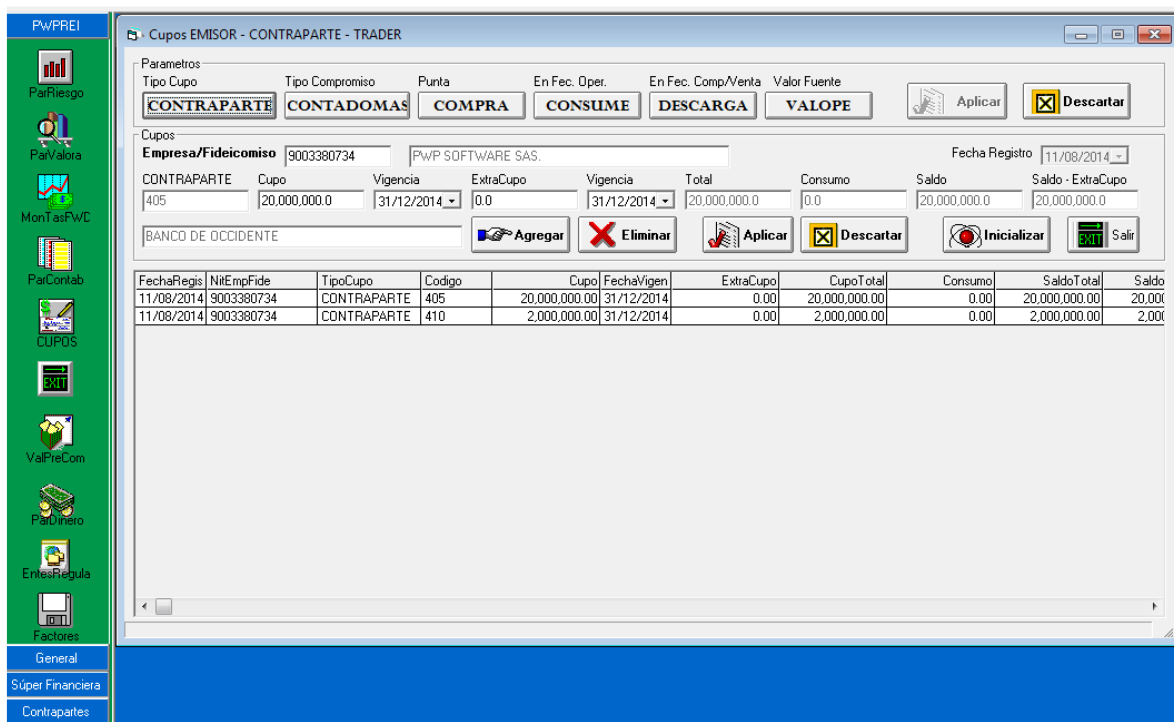 PWPREI
ParRiesgo
ParValora
MonTasFWD
ParContab
CUPOS
EXIT
ValPreCom
ParDinero
EntesRegula
Factores
General
Súper Financiera
Contrapartes
Cupos EMISOR - CONTRAPARTE - TRADER
Parametros
Tipo Cupo Tipo Compromiso Punta En Fec. Oper. En Fec. Comp/Venta Valor Fuente
CONTRAPARTE CONTADOMAS COMPRA CONSUME DESCARGA VALOPE Aplicar Descartar
Cupos
Empresa/Fideicomiso 9003380734 PWP SOFTWARE SAS. Fecha Registro 11/08/2014
CONTRAPARTE Cupo Vigencia ExtraCupo Vigencia Total Consumo Saldo Saldo - ExtraCupo
405 20,000,000.0 31/12/2014 0.0 31/12/2014 20,000,000.0 0.0 20,000,000.0 20,000,000.0
BANCO DE OCCIDENTE Agregar Eliminar Aplicar Descartar Inicializar EXIT Salir
FechaRegis NitEmpFide TipoCupo Codigo Cupo FechaVigen ExtraCupo CupoTotal Consumo SaldoTotal Saldo
11/08/2014 9003380734 CONTRAPARTE 405 20,000,000.00 31/12/2014 0.00 20,000,000.00 0.00 20,000,000.00 20,000
11/08/2014 9003380734 CONTRAPARTE 410 2,000,000.00 31/12/2014 0.00 2,000,000.00 0.00 2,000,000.00 2,000